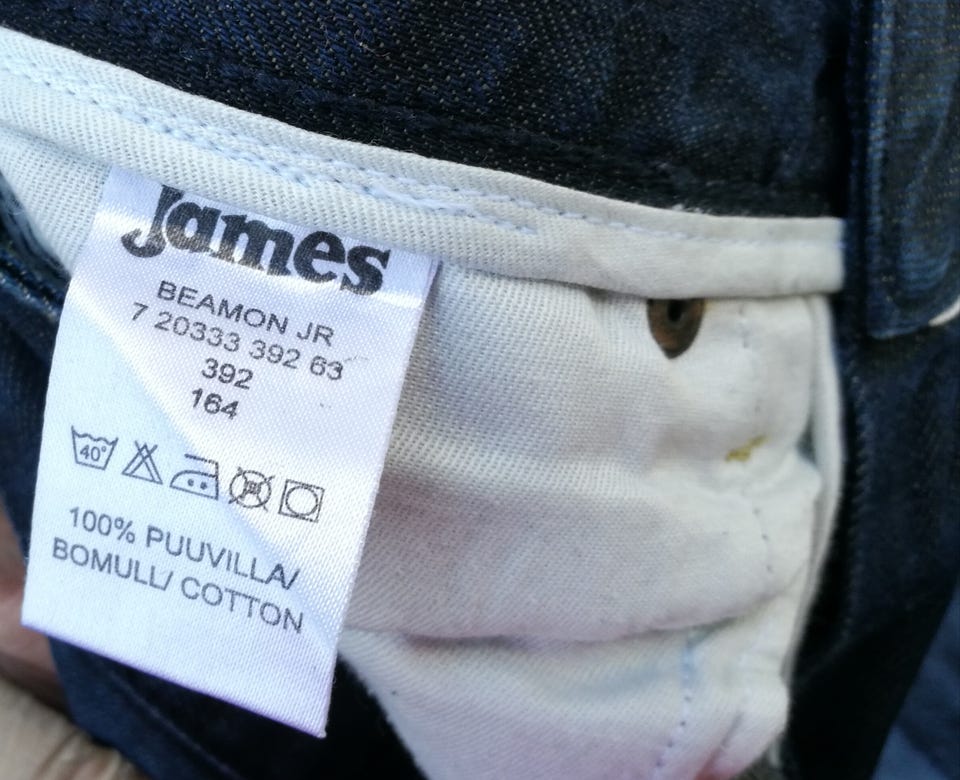 James
BEAMON JR
7 20333 392 63
392
164
40°
100% PUUVILLA/
BOMULL/ COTTON